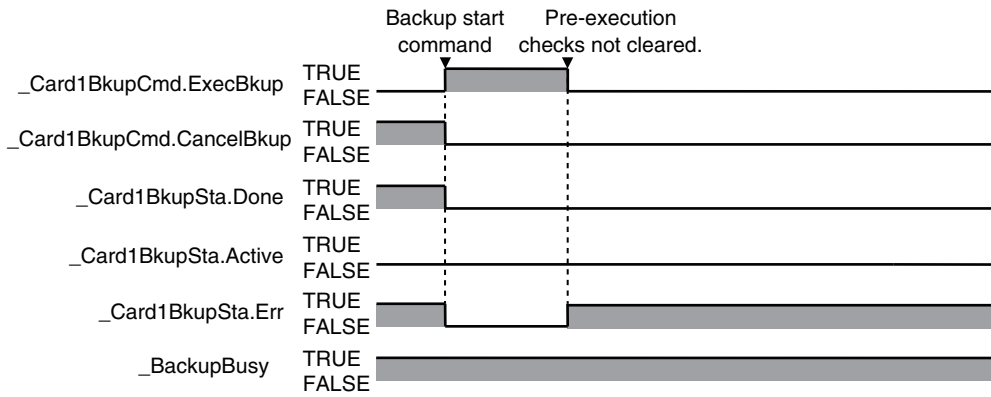 Backup start command
Pre-execution checks not cleared.
_Card1BkupCmd.ExecBkup
TRUE
FALSE
_Card1BkupCmd.CancelBkup
TRUE
FALSE
_Card1BkupSta.Done
TRUE
FALSE
_Card1BkupSta.Active
TRUE
FALSE
_Card1BkupSta.Err
TRUE
FALSE
_BackupBusy
TRUE
FALSE